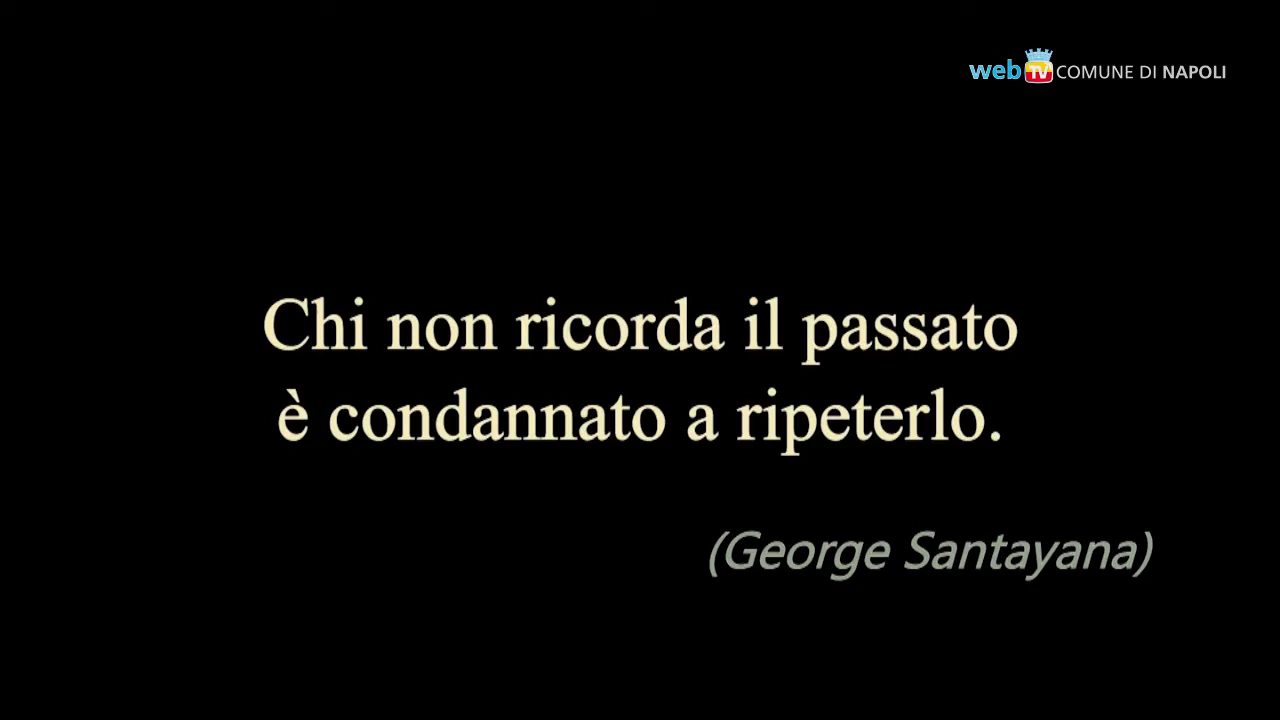 web TV COMUNE DI NAPOLI
Chi non ricorda il passato
è condannato a ripeterlo.
(George Santayana)